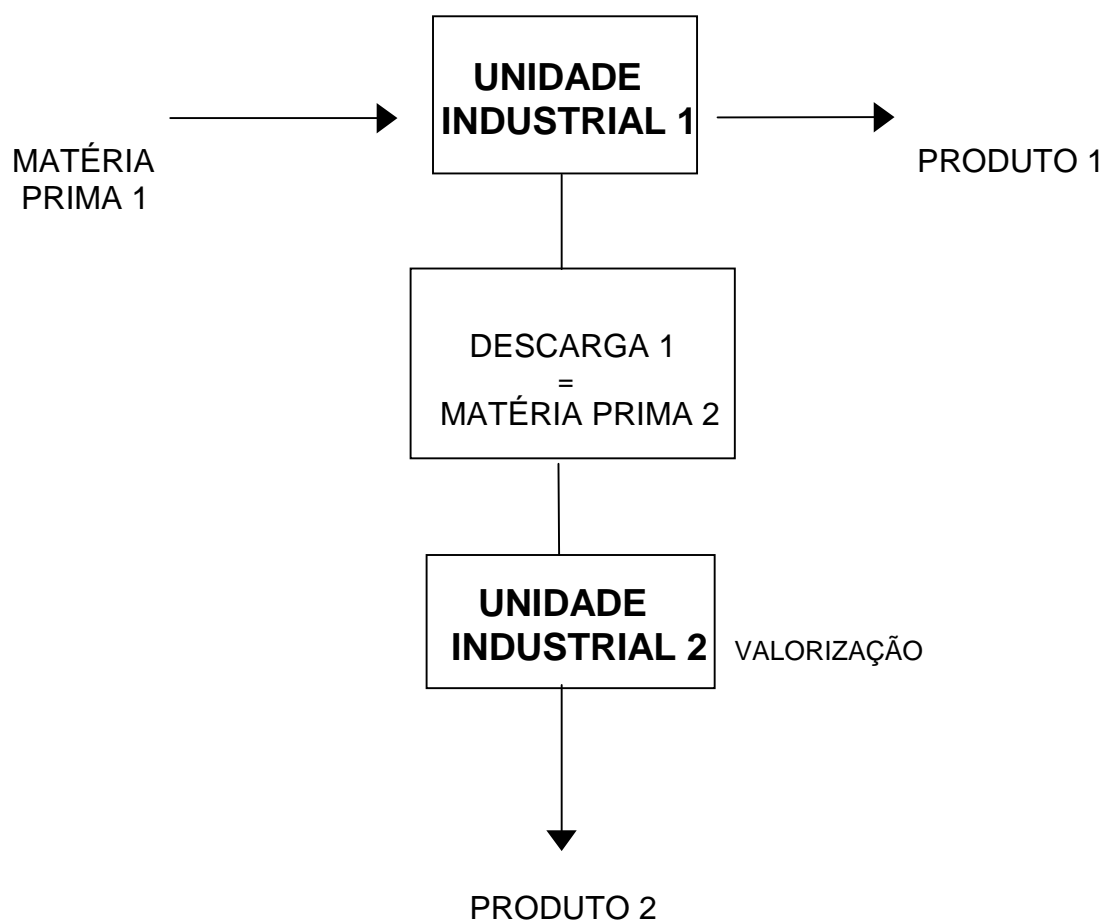 UNIDADE
INDUSTRIAL 1
MATÉRIA
PRIMA 1
PRODUTO 1
DESCARGA 1
=
MATÉRIA PRIMA 2
UNIDADE
INDUSTRIAL 2
VALORIZAÇÃO
PRODUTO 2